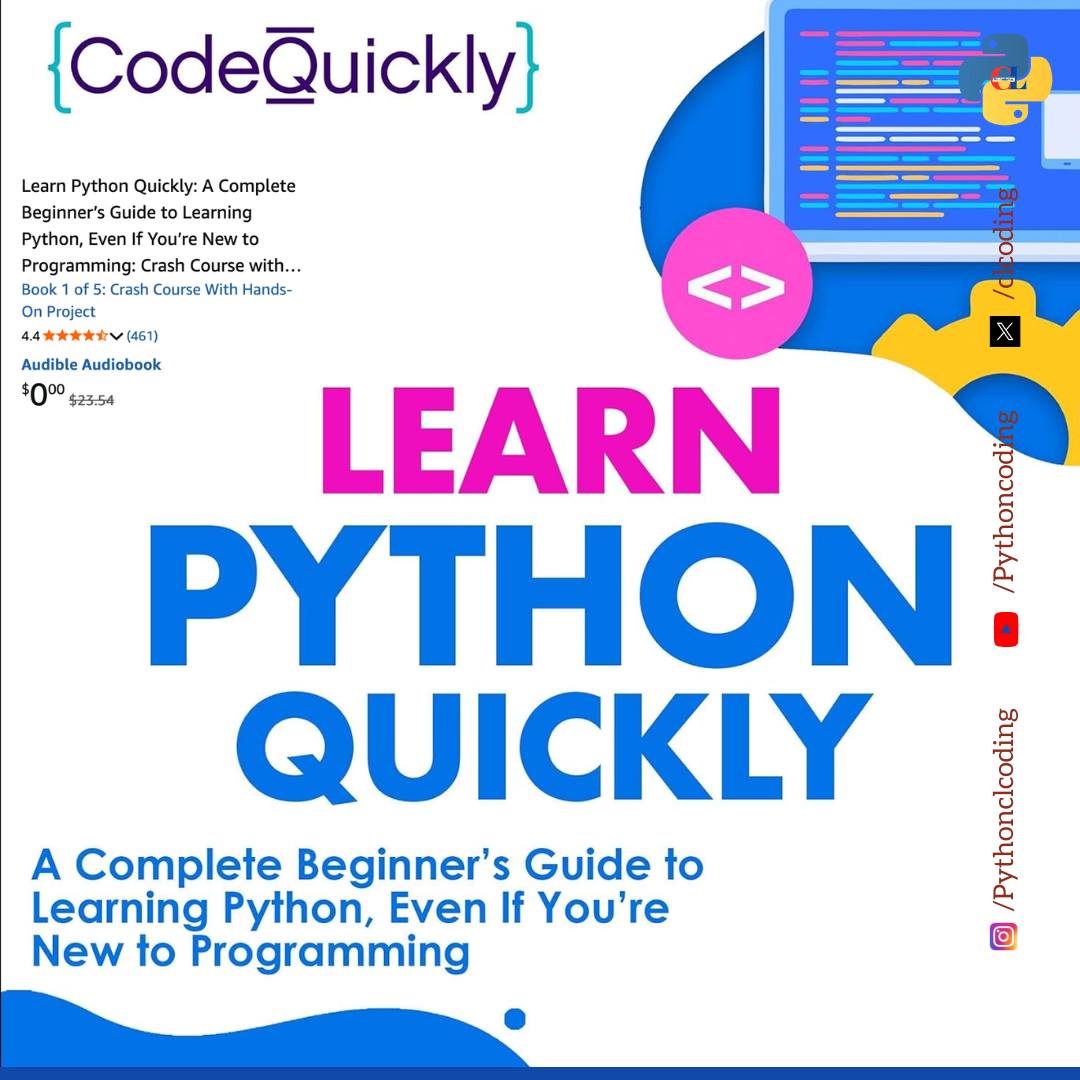 {CodeQuickly}
Learn Python Quickly: A Complete
Beginner's Guide to Learning
Python, Even If You're New to
Programming: Crash Course with...
Book 1 of 5: Crash Course With Hands-
On Project
4.4 (461)
Audible Audiobook
$0.00 $23.54
CL
<>
/clcoding
X
LEARN
PYTHON
QUICKLY
/Pythoncoding
/Pythonclcoding
A Complete Beginner's Guide to
Learning Python, Even If You're
New to Programming